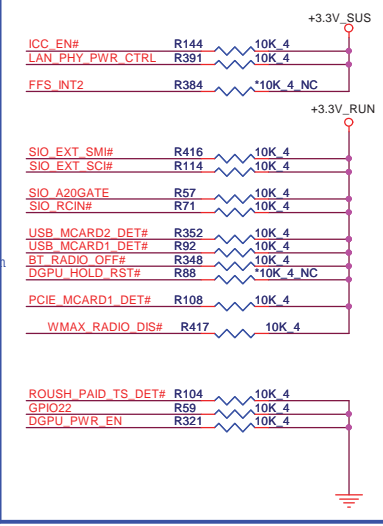 +3.3V_SUS
ICC_EN# R144 10K_4
LAN_PHY_PWR_CTRL R391 10K_4
FFS_INT2 R384 *10K_4_NC
+3.3V_RUN
SIO_EXT_SMI# R416 10K_4
SIO_EXT_SCI# R114 10K_4
SIO_A20GATE R57 10K_4
SIO_RCIN# R71 10K_4
USB_MCARD2_DET# R352 10K_4
USB_MCARD1_DET# R92 10K_4
BT_RADIO_OFF# R348 10K_4
n
DGPU_HOLD_RST# R88 *10K_4_NC
PCIE_MCARD1_DET# R108 10K_4
WMAX_RADIO_DIS# R417 10K_4
ROUSH_PAID_TS_DET# R104 10K_4
GPIO22 R59 10K_4
DGPU_PWR_EN R321 10K_4